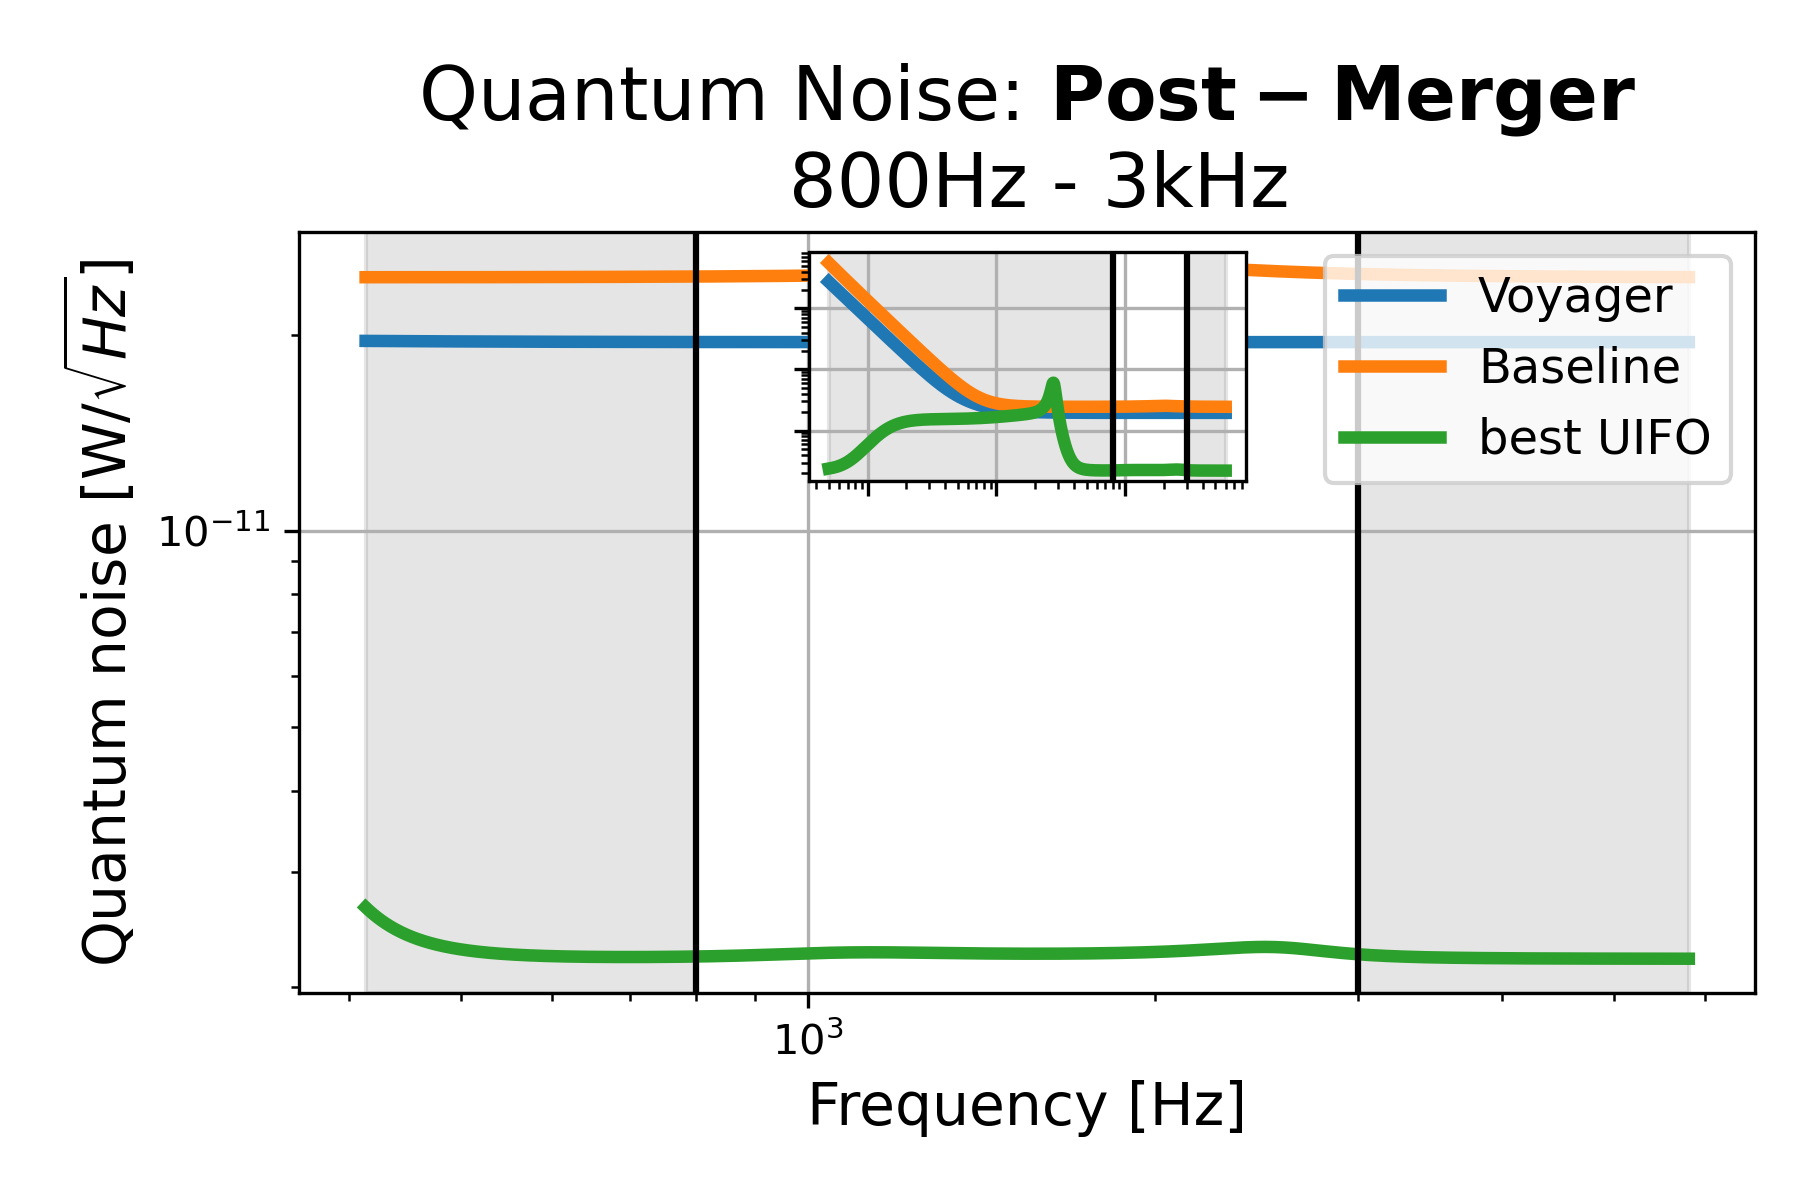 Quantum Noise: Post − Merger
800Hz - 3kHz
Quantum noise [W/√Hz]
10⁻¹¹
Voyager
Baseline
best UIFO
10³
Frequency [Hz]